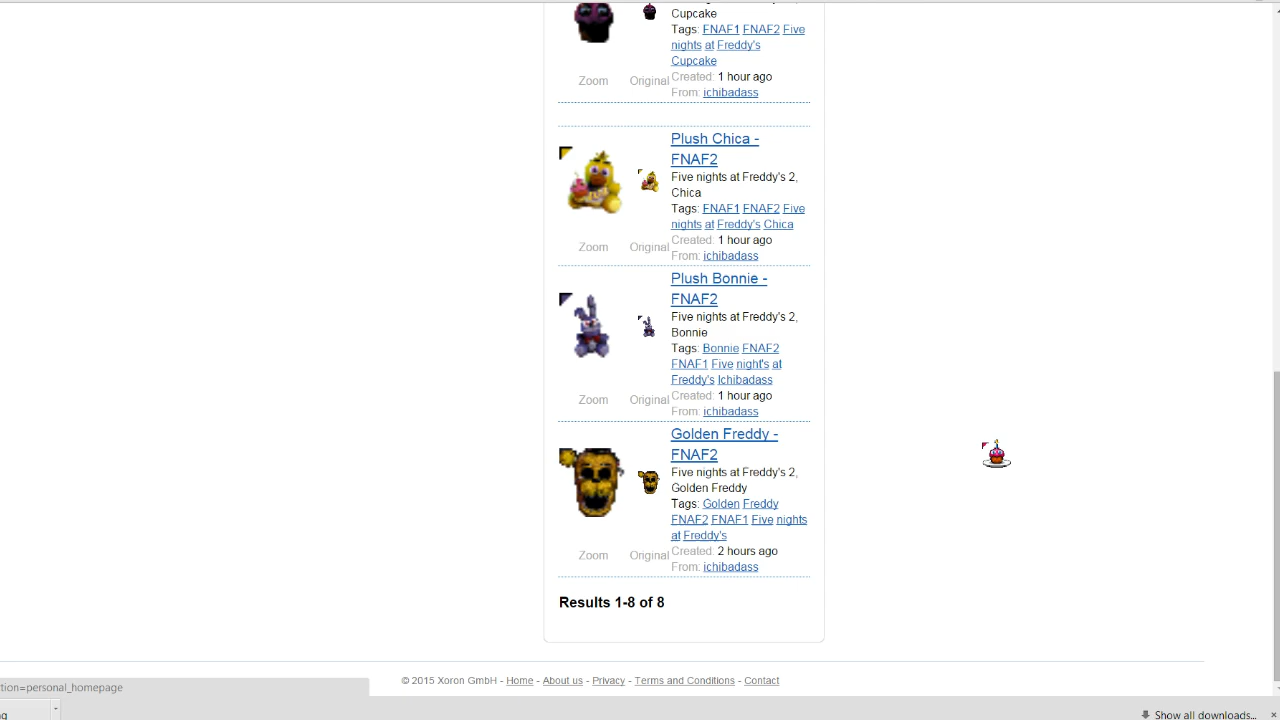 Cupcake
Tags: FNAF1 FNAF2 Five
nights at Freddy's
Cupcake
Zoom Original Created: 1 hour ago
From: ichibadass
Plush Chica -
FNAF2
Five nights at Freddy's 2,
Chica
Tags: FNAF1 FNAF2 Five
nights at Freddy's Chica
Zoom Original Created: 1 hour ago
From: ichibadass
Plush Bonnie -
FNAF2
Five nights at Freddy's 2,
Bonnie
Tags: Bonnie FNAF2
FNAF1 Five night's at
Freddy's Ichibadass
Zoom Original Created: 1 hour ago
From: ichibadass
Golden Freddy -
FNAF2
Five nights at Freddy's 2,
Golden Freddy
Tags: Golden Freddy
FNAF2 FNAF1 Five nights
at Freddy's
Zoom Original Created: 2 hours ago
From: ichibadass
Results 1-8 of 8
© 2015 Xoron GmbH - Home - About us - Privacy - Terms and Conditions - Contact
tion=personal_homepage
Show all downloads...